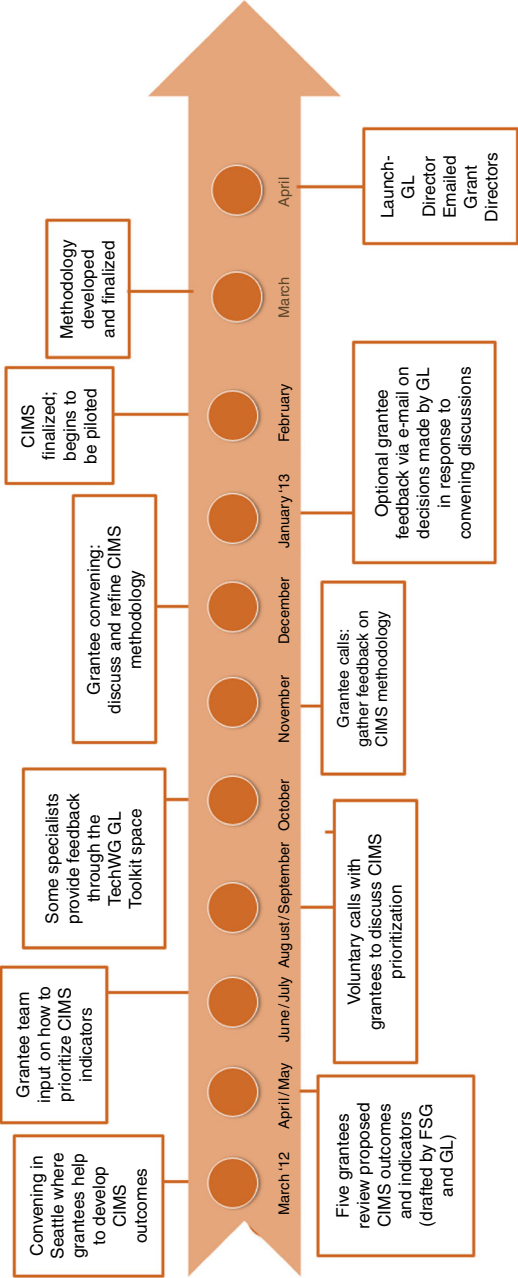 Convening in
Seattle where
grantees help
to develop
CIMS
outcomes
Grantee team
input on how to
prioritize CIMS
indicators
Some specialists
provide feedback
through the
TechWG GL
Toolkit space
Grantee convening:
discuss and refine CIMS
methodology
CIMS
finalized;
begins to
be piloted
Methodology
developed
and finalized
March '12
April/May
June/July
August/September
October
November
December
January '13
February
March
April
Five grantees
review proposed
CIMS outcomes
and indicators
(drafted by FSG
and GL)
Voluntary calls with
grantees to discuss CIMS
prioritization
Grantee calls:
gather feedback on
CIMS methodology
Optional grantee
feedback via e-mail on
decisions made by GL
in response to
convening discussions
Launch-
GL
Director
Emailed
Grant
Directors